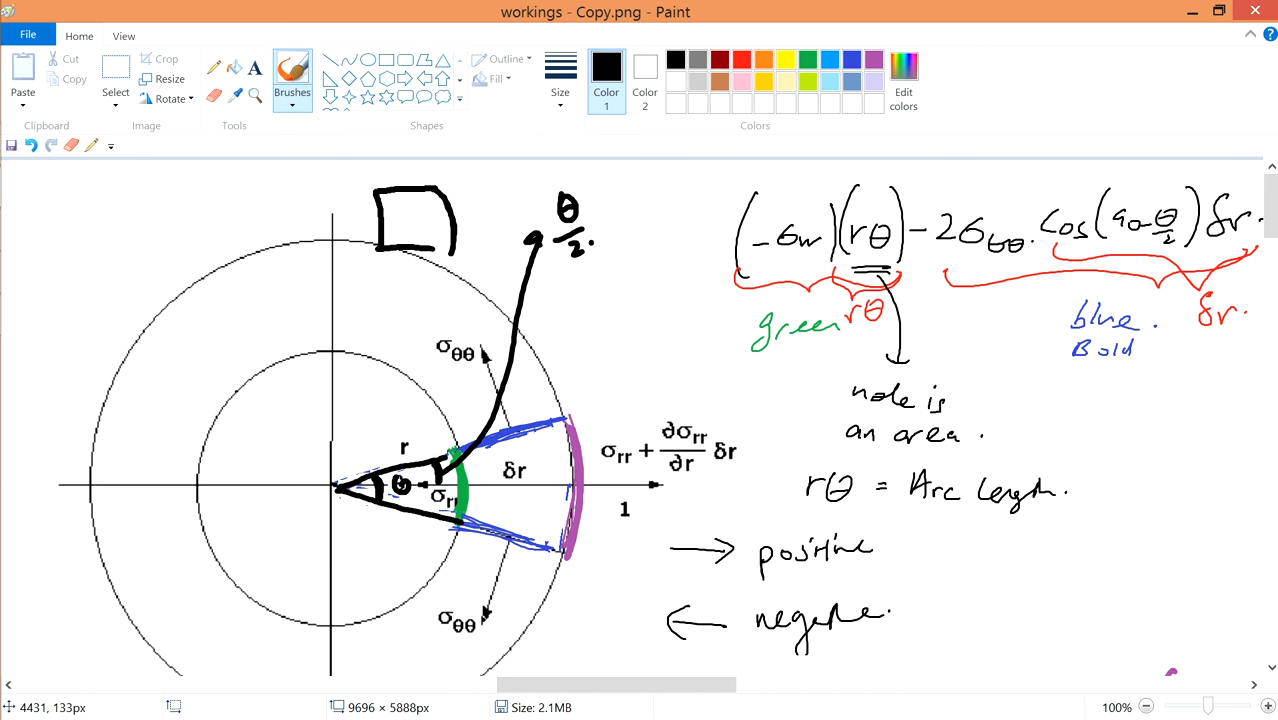 workings - Copy.png - Paint
File Home View
Paste
Cut
Copy
Clipboard
Select
Crop
Resize
Rotate
Image
A
Tools
Brushes
Shapes
Outline
Fill
Size
Color 1
Color 2
Edit colors
Colors
θ/2.
(-σrr)(rθ) - 2σθθ. cos(90-θ/2) δr.
green
rθ
blue.
Bold
δr.
σθθ
node is
an area.
r
σrr + ∂σrr/∂r δr
δr
θ
σrr
rθ = Arc length.
1
→ positive
σθθ
← negative.
4431, 133px
9696 × 5888px
Size: 2.1MB
100%